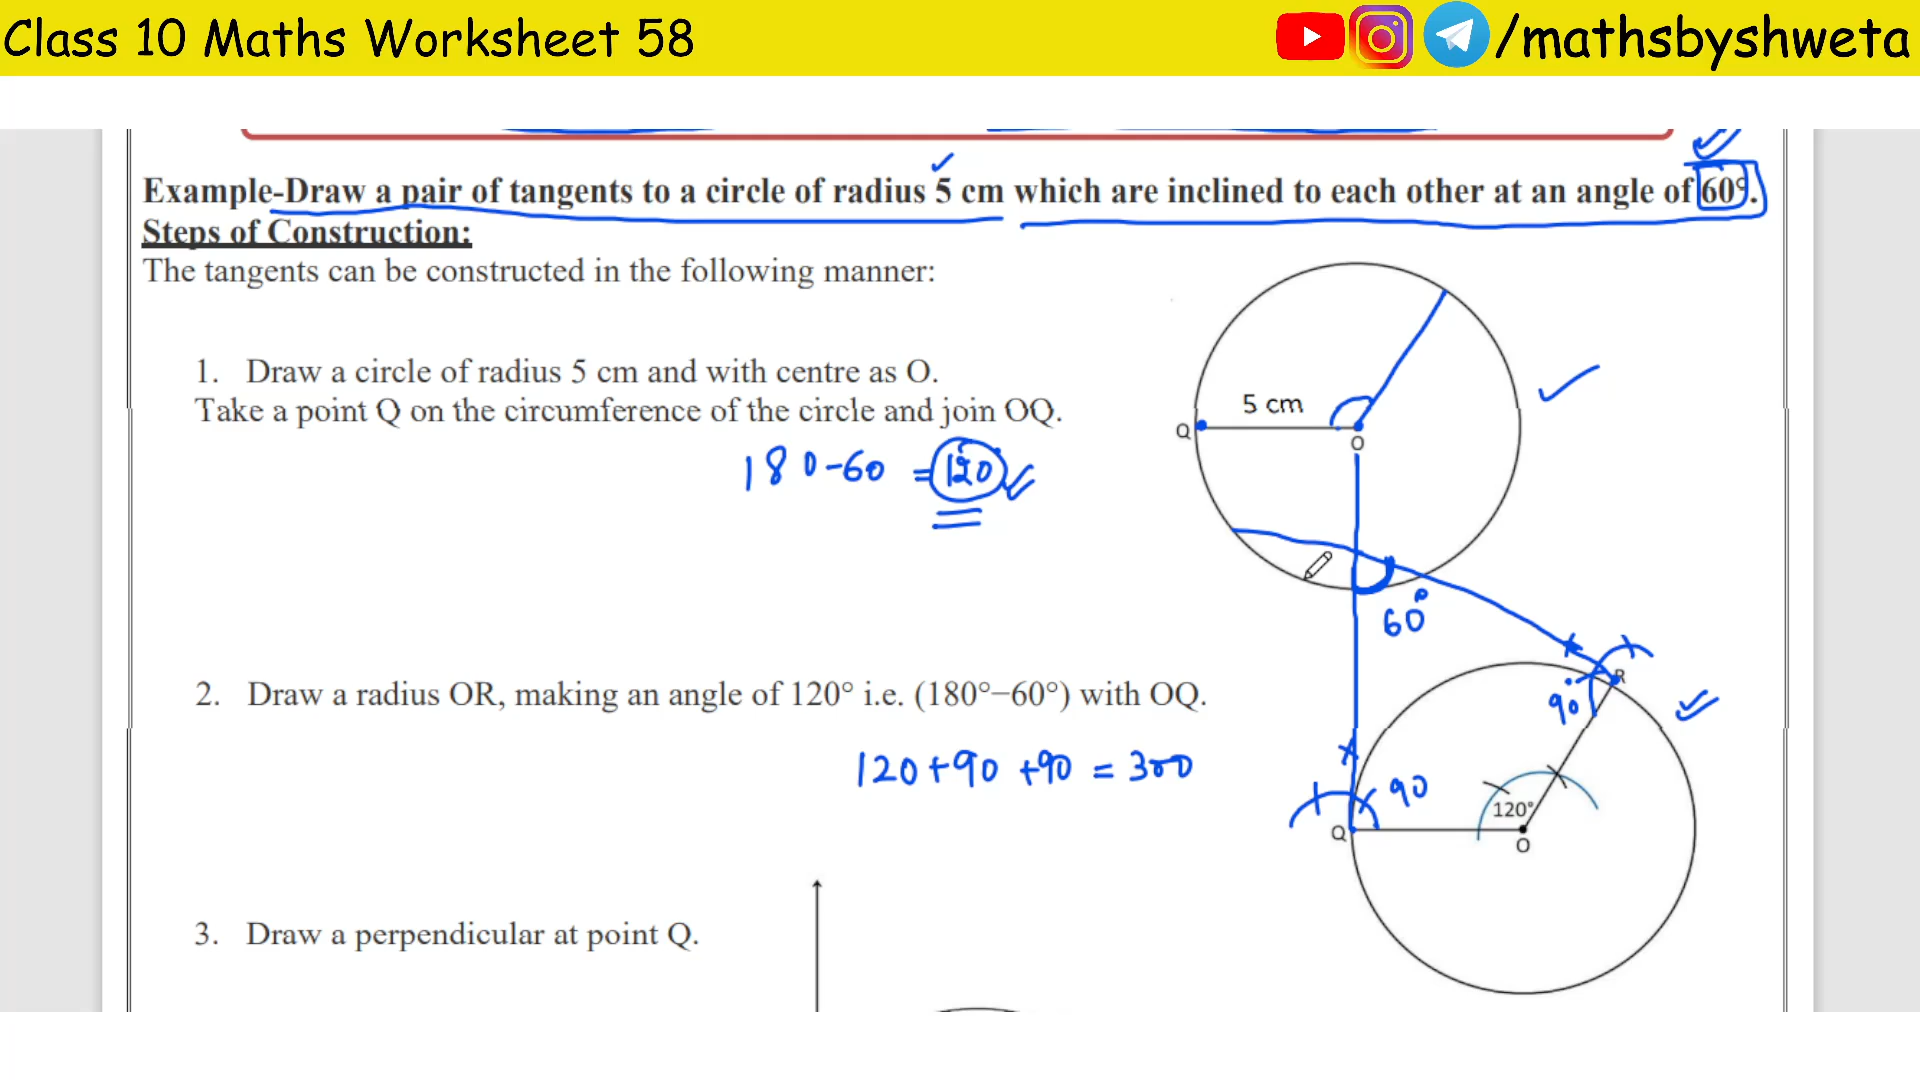 Class 10 Maths Worksheet 58
/mathsbyshweta
Example-Draw a pair of tangents to a circle of radius 5 cm which are inclined to each other at an angle of 60°.
Steps of Construction:
The tangents can be constructed in the following manner:
1. Draw a circle of radius 5 cm and with centre as O.
Take a point Q on the circumference of the circle and join OQ.
5 cm
Q
O
180-60 = 120
60°
2. Draw a radius OR, making an angle of 120° i.e. (180°−60°) with OQ.
R
90°
120+90 +90 = 300
90
120°
Q
O
3. Draw a perpendicular at point Q.